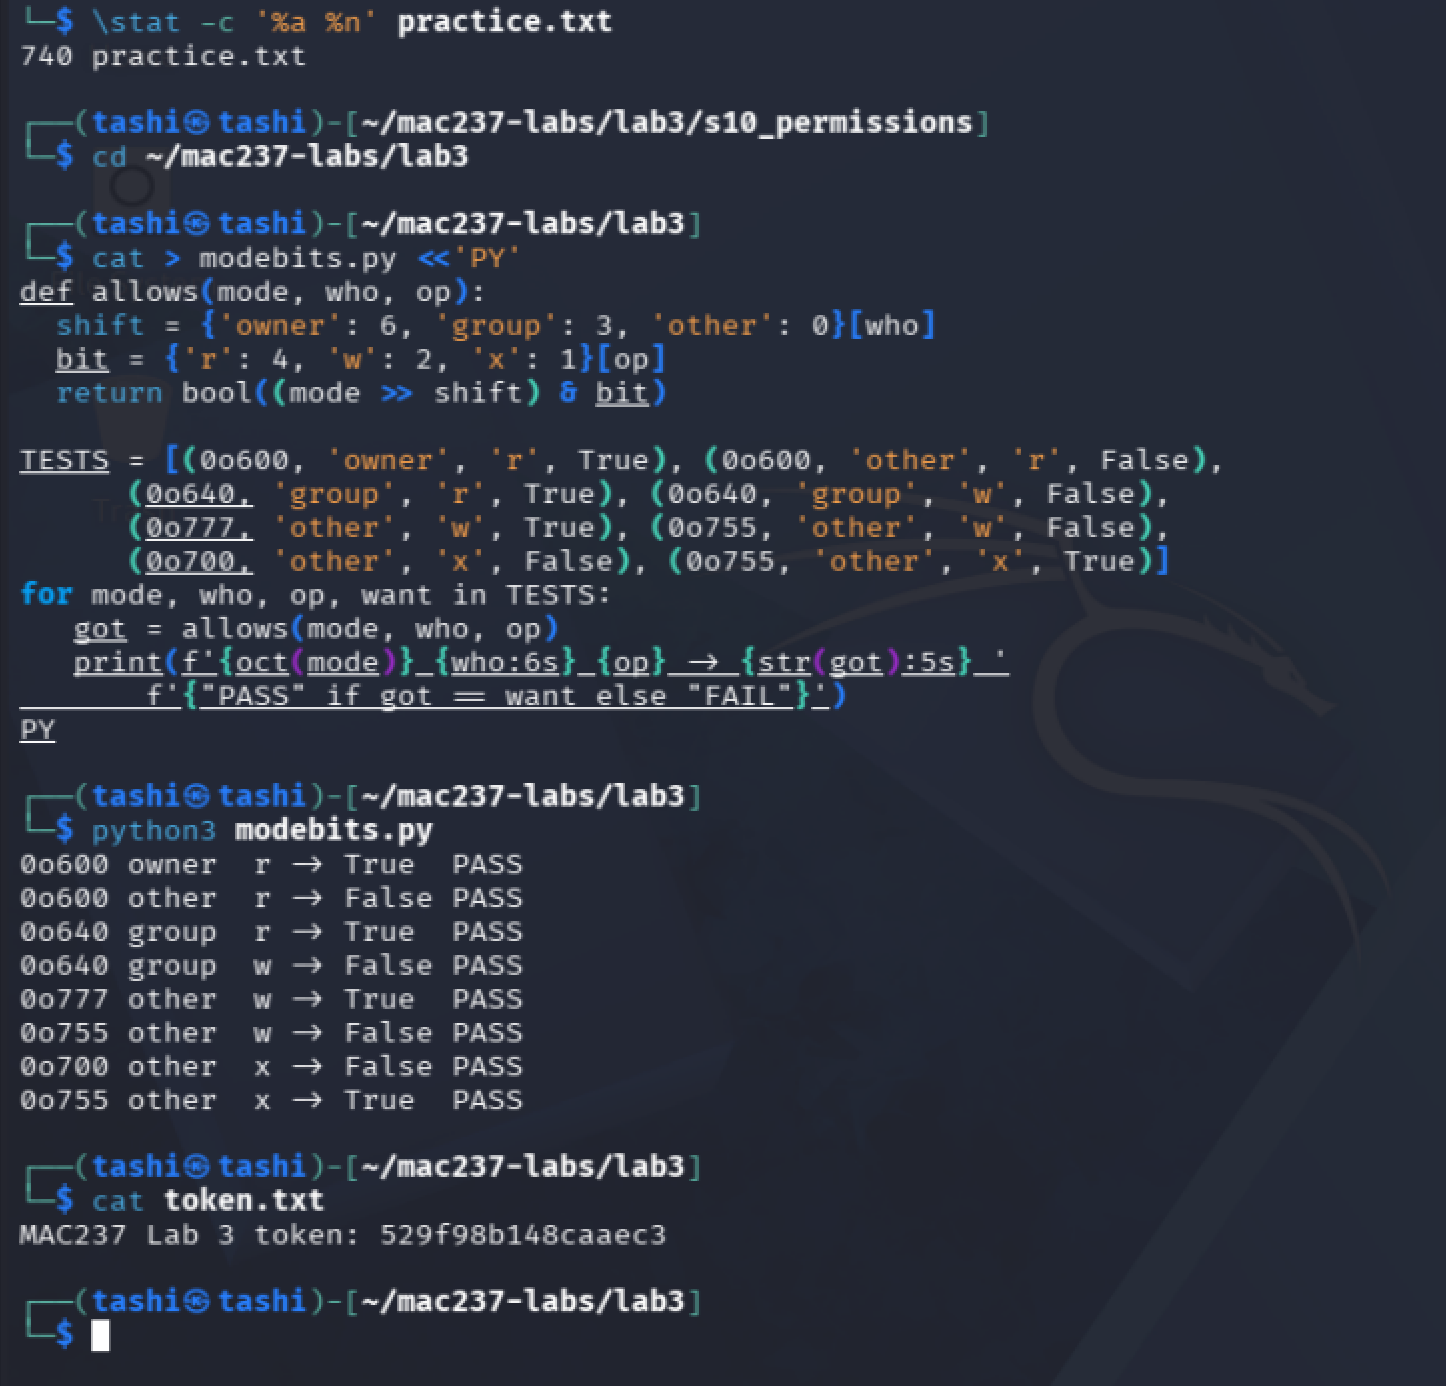 └─$ \stat -c '%a %n' practice.txt
740 practice.txt
┌──(tashi㉿tashi)-[~/mac237-labs/lab3/s10_permissions]
└─$ cd ~/mac237-labs/lab3
┌──(tashi㉿tashi)-[~/mac237-labs/lab3]
└─$ cat > modebits.py <<'PY'
def allows(mode, who, op):
  shift = {'owner': 6, 'group': 3, 'other': 0}[who]
  bit = {'r': 4, 'w': 2, 'x': 1}[op]
  return bool((mode >> shift) & bit)
TESTS = [(0o600, 'owner', 'r', True), (0o600, 'other', 'r', False),
      (0o640, 'group', 'r', True), (0o640, 'group', 'w', False),
      (0o777, 'other', 'w', True), (0o755, 'other', 'w', False),
      (0o700, 'other', 'x', False), (0o755, 'other', 'x', True)]
for mode, who, op, want in TESTS:
   got = allows(mode, who, op)
   print(f'{oct(mode)} {who:6s} {op} -> {str(got):5s} '
       f'{"PASS" if got == want else "FAIL"}')
PY
┌──(tashi㉿tashi)-[~/mac237-labs/lab3]
└─$ python3 modebits.py
0o600 owner  r -> True  PASS
0o600 other  r -> False PASS
0o640 group  r -> True  PASS
0o640 group  w -> False PASS
0o777 other  w -> True  PASS
0o755 other  w -> False PASS
0o700 other  x -> False PASS
0o755 other  x -> True  PASS
┌──(tashi㉿tashi)-[~/mac237-labs/lab3]
└─$ cat token.txt
MAC237 Lab 3 token: 529f98b148caaec3
┌──(tashi㉿tashi)-[~/mac237-labs/lab3]
└─$